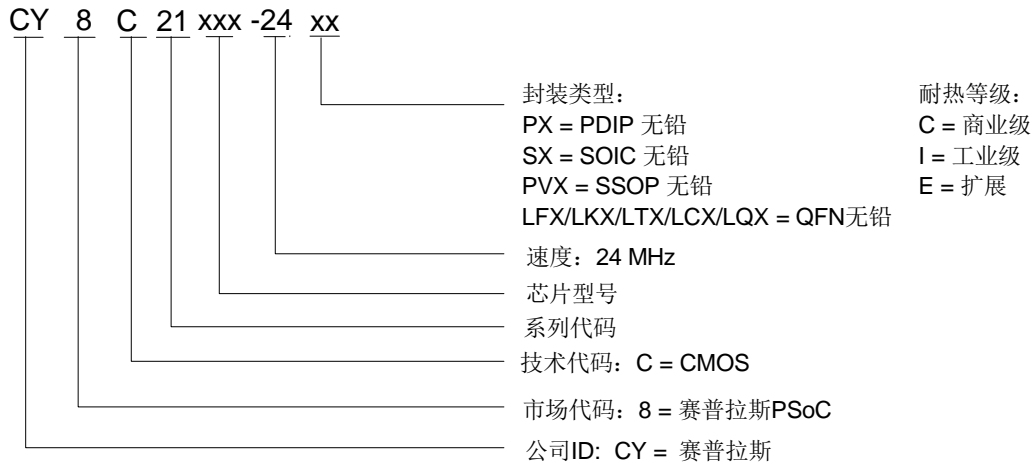 CY 8 C 21 xxx -24 xx
封装类型： 耐热等级：
PX = PDIP 无铅 C = 商业级
SX = SOIC 无铅 I = 工业级
PVX = SSOP 无铅 E = 扩展
LFX/LKX/LTX/LCX/LQX = QFN无铅
速度：24 MHz
芯片型号
系列代码
技术代码：C = CMOS
市场代码：8 = 赛普拉斯PSoC
公司ID: CY = 赛普拉斯